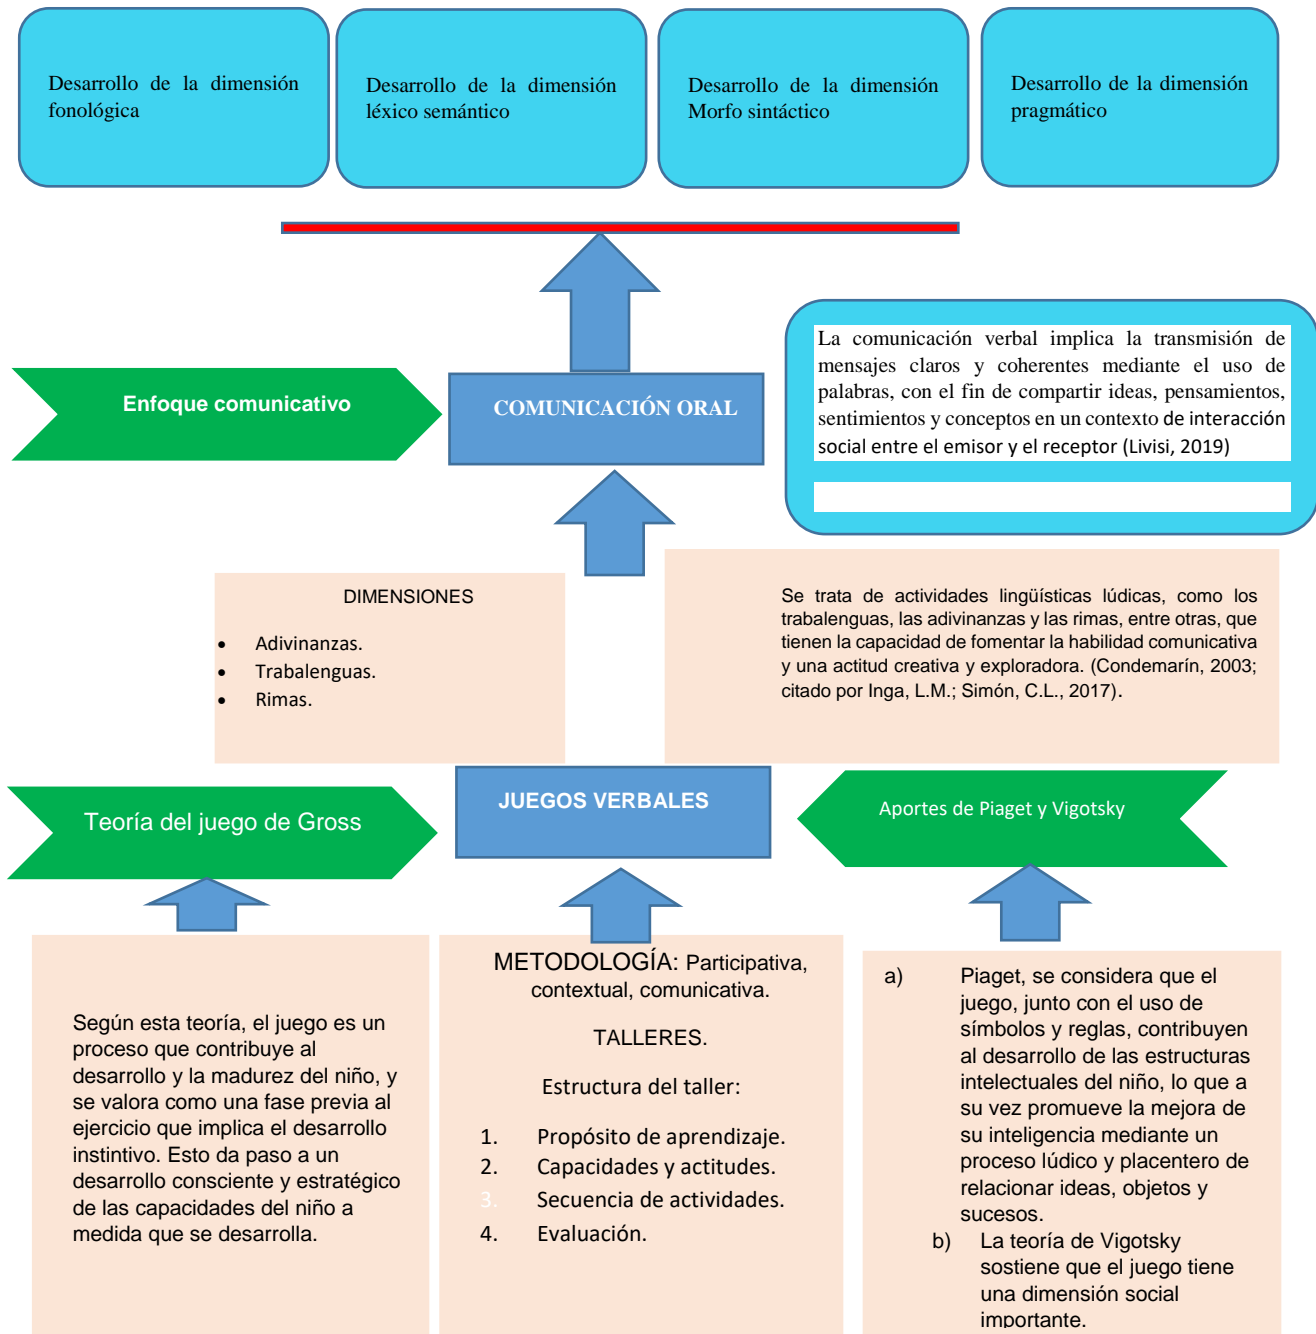 Desarrollo de la dimensión
fonológica
Desarrollo de la dimensión
léxico semántico
Desarrollo de la dimensión
Morfo sintáctico
Desarrollo de la dimensión
pragmático
Enfoque comunicativo
COMUNICACIÓN ORAL
La comunicación verbal implica la transmisión de
mensajes claros y coherentes mediante el uso de
palabras, con el fin de compartir ideas, pensamientos,
sentimientos y conceptos en un contexto de interacción
social entre el emisor y el receptor (Livisi, 2019)
DIMENSIONES
• Adivinanzas.
• Trabalenguas.
• Rimas.
Se trata de actividades lingüísticas lúdicas, como los
trabalenguas, las adivinanzas y las rimas, entre otras, que
tienen la capacidad de fomentar la habilidad comunicativa
y una actitud creativa y exploradora. (Condemarín, 2003;
citado por Inga, L.M.; Simón, C.L., 2017).
Teoría del juego de Gross
JUEGOS VERBALES
Aportes de Piaget y Vigotsky
Según esta teoría, el juego es un
proceso que contribuye al
desarrollo y la madurez del niño, y
se valora como una fase previa al
ejercicio que implica el desarrollo
instintivo. Esto da paso a un
desarrollo consciente y estratégico
de las capacidades del niño a
medida que se desarrolla.
METODOLOGÍA: Participativa,
contextual, comunicativa.
TALLERES.
Estructura del taller:
1. Propósito de aprendizaje.
2. Capacidades y actitudes.
3. Secuencia de actividades.
4. Evaluación.
a) Piaget, se considera que el
juego, junto con el uso de
símbolos y reglas, contribuyen
al desarrollo de las estructuras
intelectuales del niño, lo que a
su vez promueve la mejora de
su inteligencia mediante un
proceso lúdico y placentero de
relacionar ideas, objetos y
sucesos.
b) La teoría de Vigotsky
sostiene que el juego tiene
una dimensión social
importante.